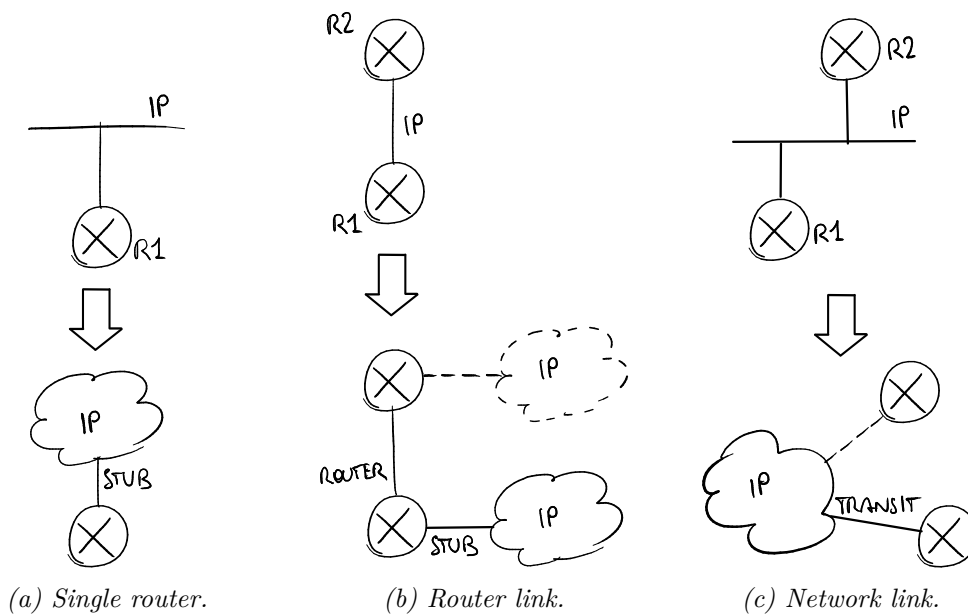 IP
R1
IP
STUB
(a) Single router.
R2
IP
R1
IP
ROUTER
IP
STUB
(b) Router link.
R2
IP
R1
IP
TRANSIT
(c) Network link.